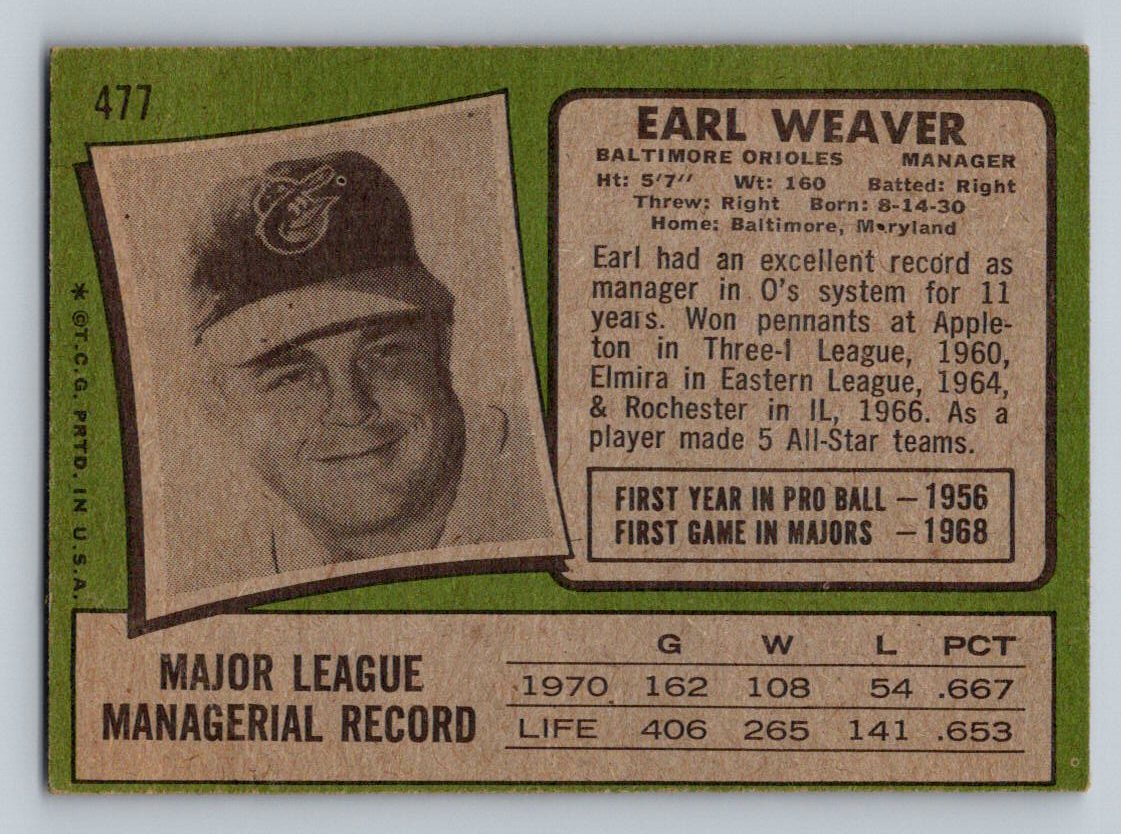 477
EARL WEAVER
BALTIMORE ORIOLES MANAGER
Ht: 5'7" Wt: 160 Batted: Right
Threw: Right Born: 8-14-30
Home: Baltimore, Maryland
Earl had an excellent record as
manager in O's system for 11
years. Won pennants at Apple-
ton in Three-I League, 1960,
Elmira in Eastern League, 1964,
& Rochester in IL, 1966. As a
player made 5 All-Star teams.
FIRST YEAR IN PRO BALL – 1956
FIRST GAME IN MAJORS – 1968
* ©T.C.G. PRTD. IN U.S.A.
MAJOR LEAGUE
MANAGERIAL RECORD
G W L PCT
1970 162 108 54 .667
LIFE 406 265 141 .653